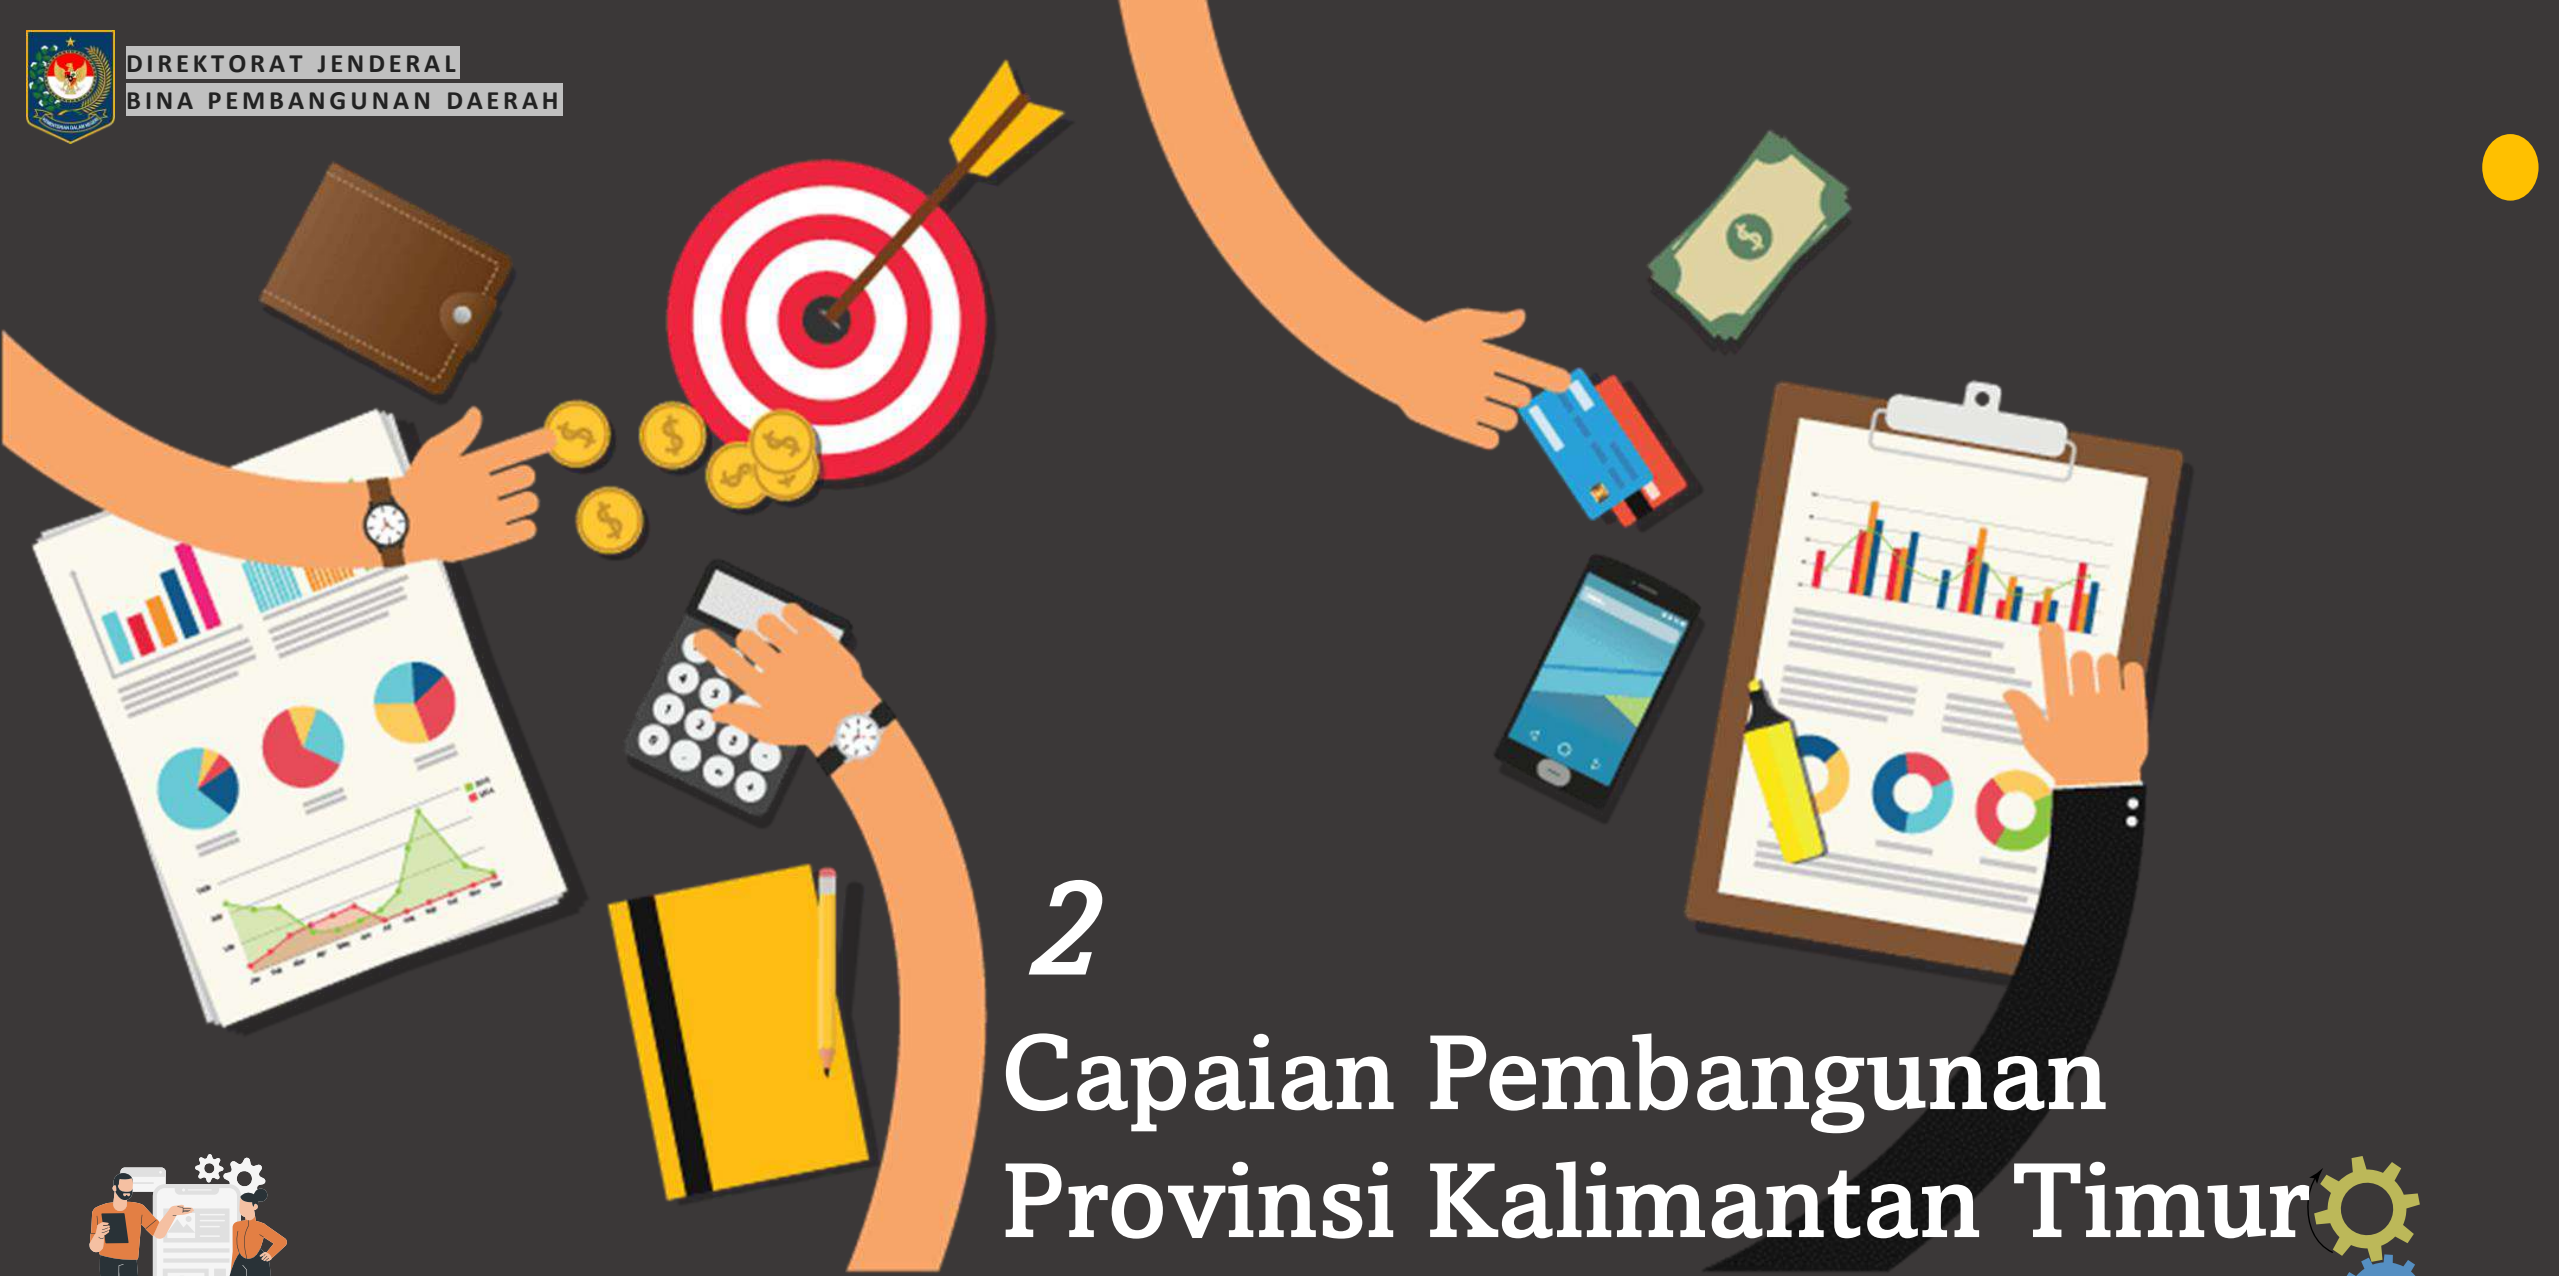 DIREKTORAT JENDERAL
BINA PEMBANGUNAN DAERAH
2
Capaian Pembangunan
Provinsi Kalimantan Timur